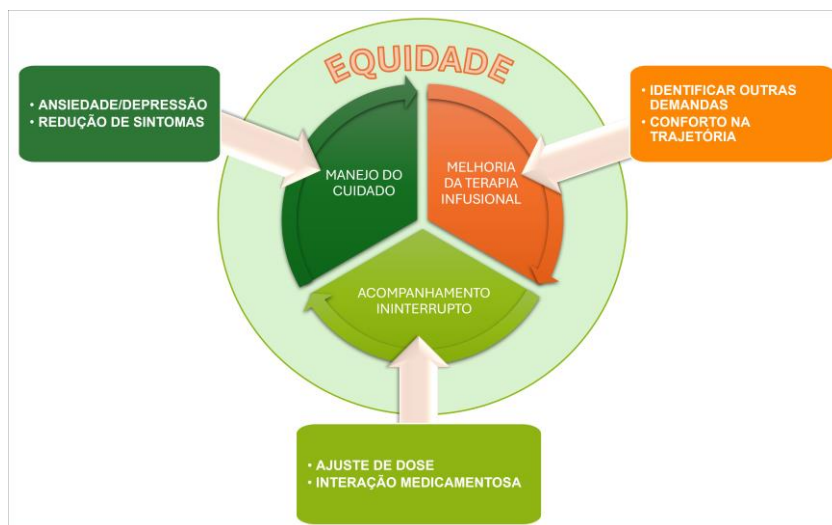 EQUIDADE
• ANSIEDADE/DEPRESSÃO
• REDUÇÃO DE SINTOMAS
• IDENTIFICAR OUTRAS
DEMANDAS
• CONFORTO NA
TRAJETÓRIA
MANEJO DO
CUIDADO
MELHORIA
DA TERAPIA
INFUSIONAL
ACOMPANHAMENTO
ININTERRUPTO
• AJUSTE DE DOSE
• INTERAÇÃO MEDICAMENTOSA